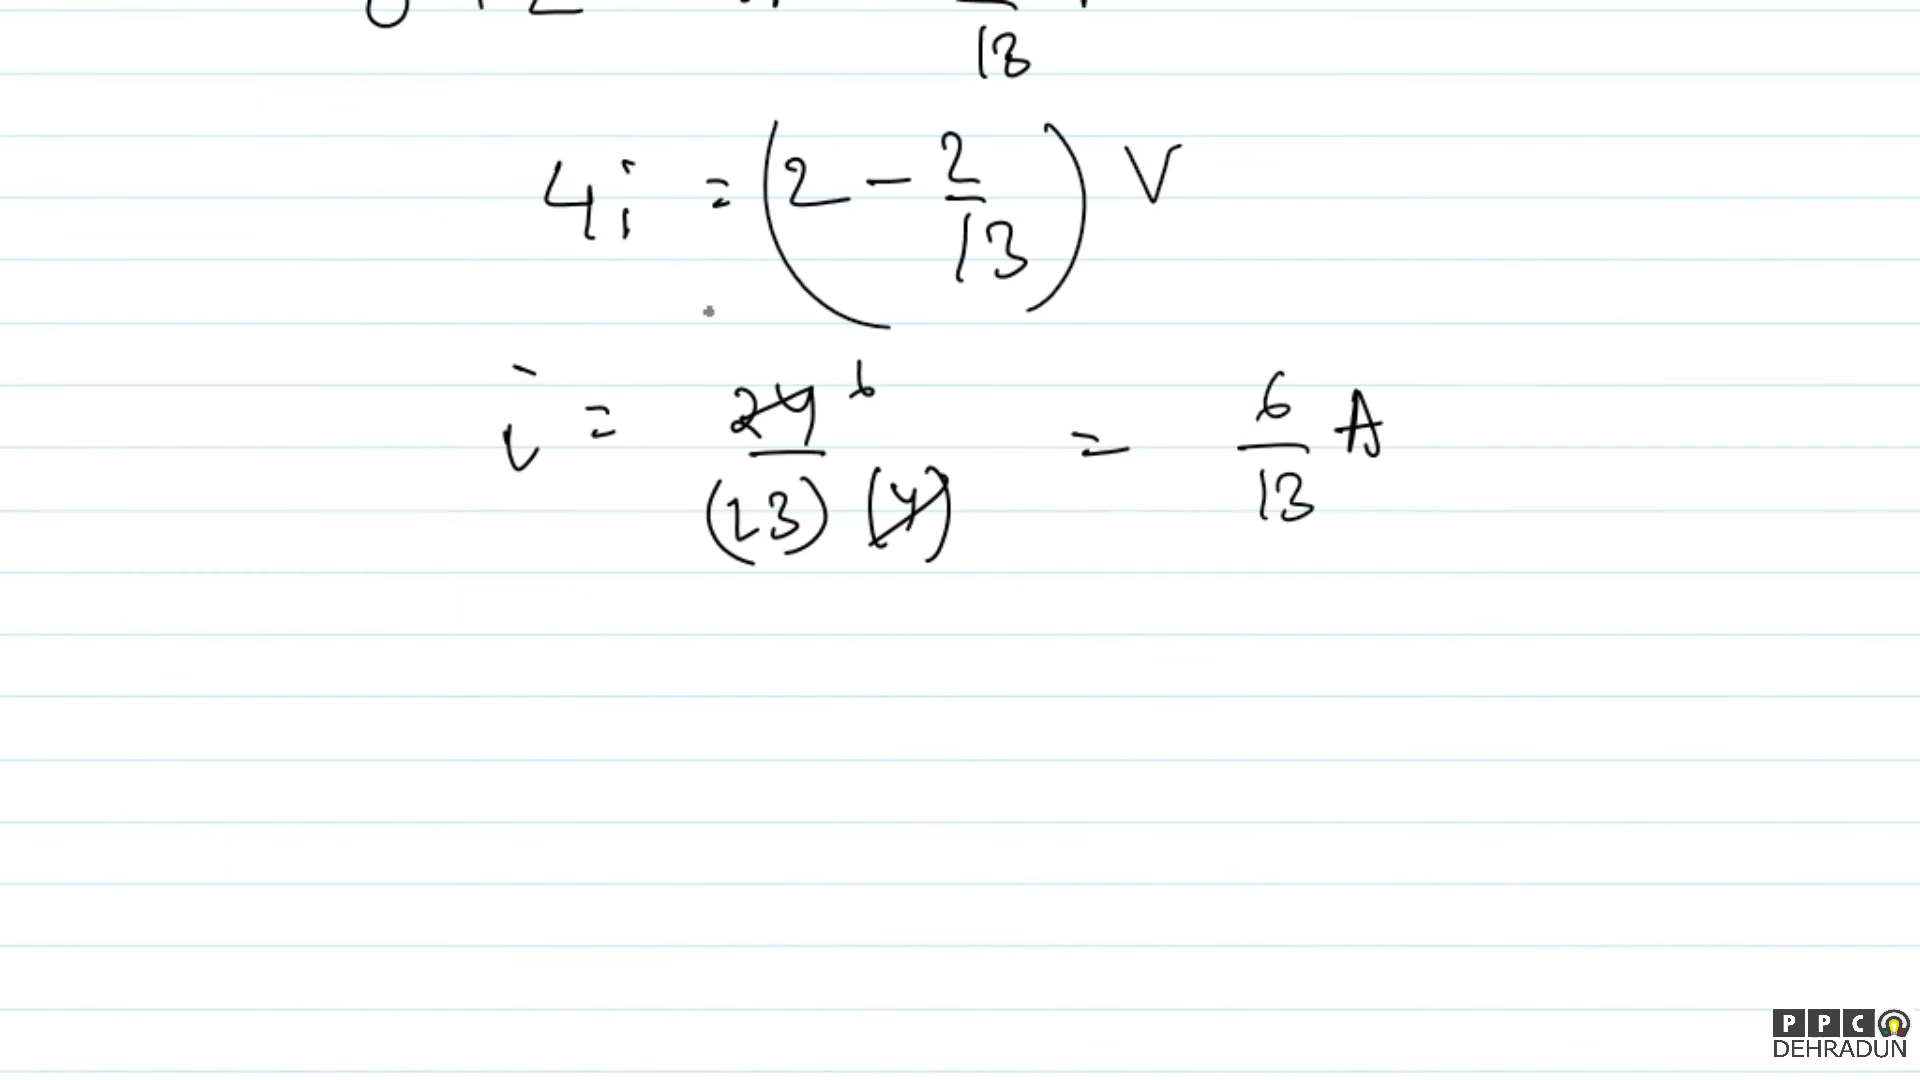 13
4i = (2 - 2/13) V
i = 24 6 / (13) (4) = 6/13 A
PPC
DEHRADUN